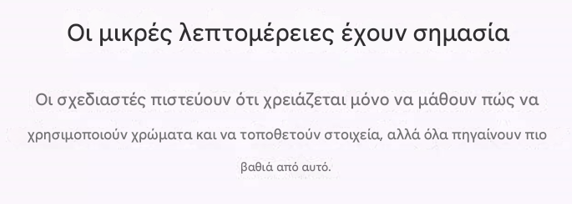 Οι μικρές λεπτομέρειες έχουν σημασία
Οι σχεδιαστές πιστεύουν ότι χρειάζεται μόνο να μάθουν πώς να
χρησιμοποιούν χρώματα και να τοποθετούν στοιχεία, αλλά όλα πηγαίνουν πιο
βαθιά από αυτό.